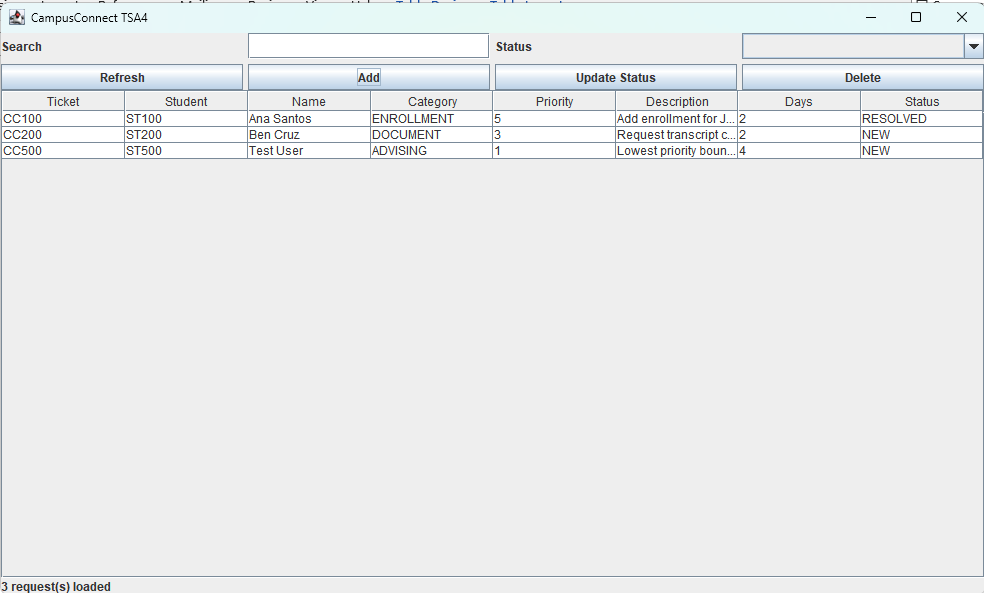 CampusConnect TSA4
Search Status
Refresh Add Update Status Delete
Ticket Student Name Category Priority Description Days Status
CC100 ST100 Ana Santos ENROLLMENT 5 Add enrollment for J... 2 RESOLVED
CC200 ST200 Ben Cruz DOCUMENT 3 Request transcript c... 2 NEW
CC500 ST500 Test User ADVISING 1 Lowest priority boun... 4 NEW
3 request(s) loaded